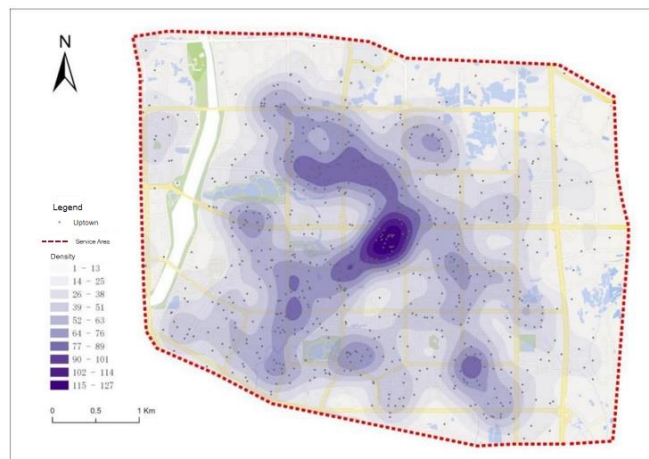 N
Legend
Uptown
Service Area
Density
1 - 13
14 - 25
26 - 38
39 - 51
52 - 63
64 - 76
77 - 89
90 - 101
102 - 114
115 - 127
0 0.5 1 Km